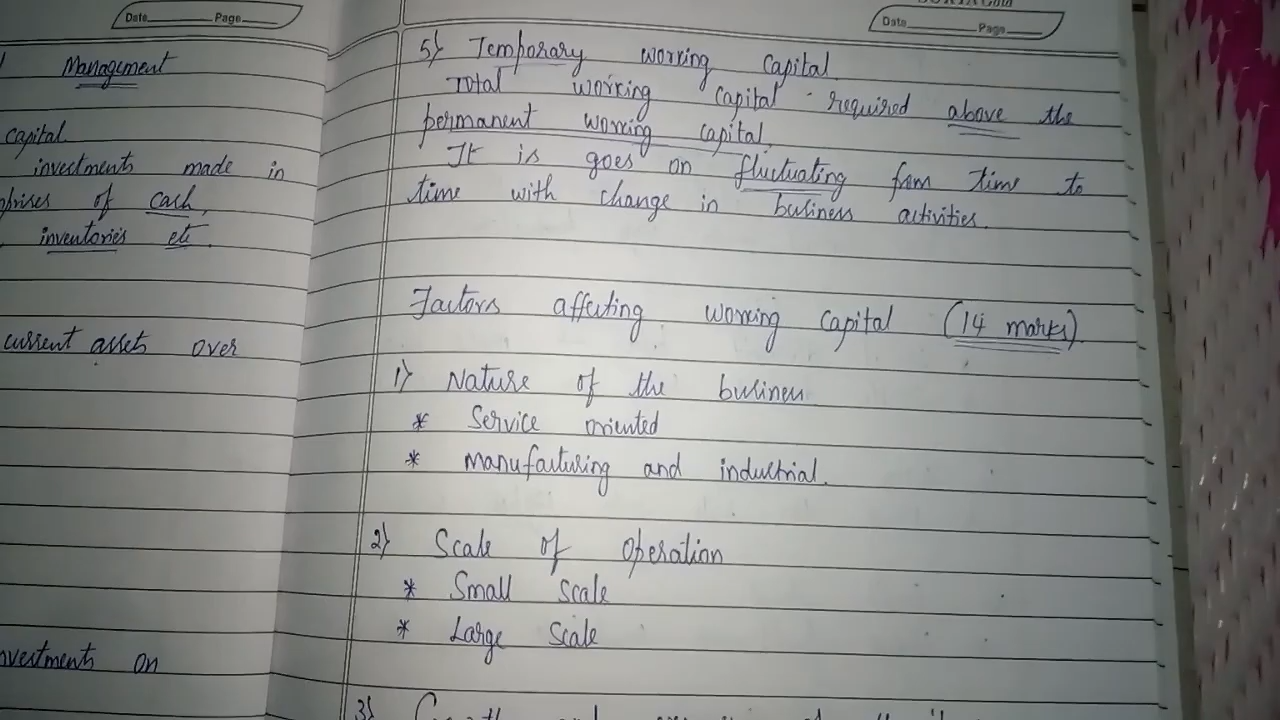 Date Page
Management
capital
investments made in
of cash,
inventories etc.
current assets over
on
Date Page
5) Temporary working capital
Total working capital required above the
permanent working capital.
It is goes on fluctuating from time to
time with change in business activities.
Factors affecting working capital (14 marks)
1) Nature of the business
* Service oriented
* Manufacturing and industrial.
2) Scale of operation
* Small scale
* Large scale
3)